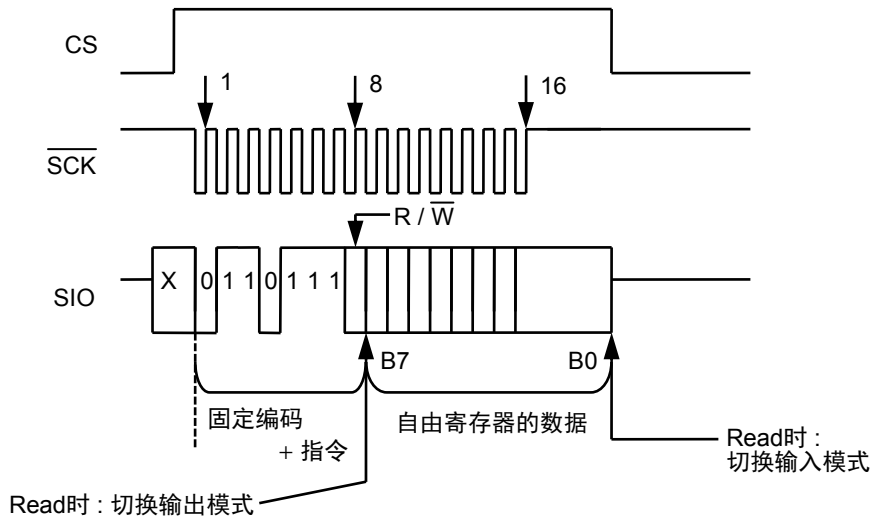 CS
1
8
16
SCK
R / W
SIO
X 0 1 1 0 1 1 1
B7
B0
固定编码
+ 指令
自由寄存器的数据
Read时 :
切换输入模式
Read时 : 切换输出模式